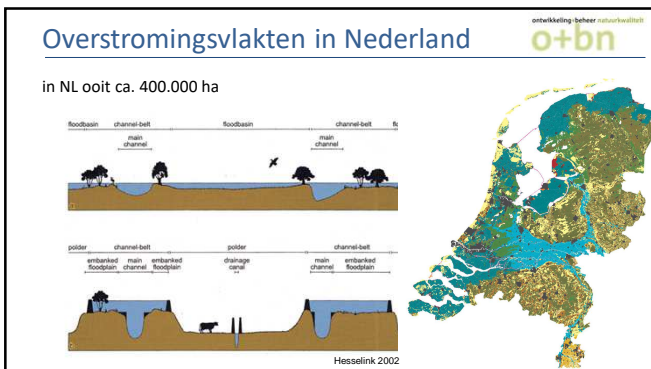 Overstromingsvlakten in Nederland
ontwikkeling+beheer natuurkwaliteit
o+bn
in NL ooit ca. 400.000 ha
floodbasin channel-belt floodbasin channel-belt
main channel main channel
polder channel-belt polder channel-belt
embanked floodplain main channel embanked floodplain drainage canal main channel embanked floodplain
Hesselink 2002